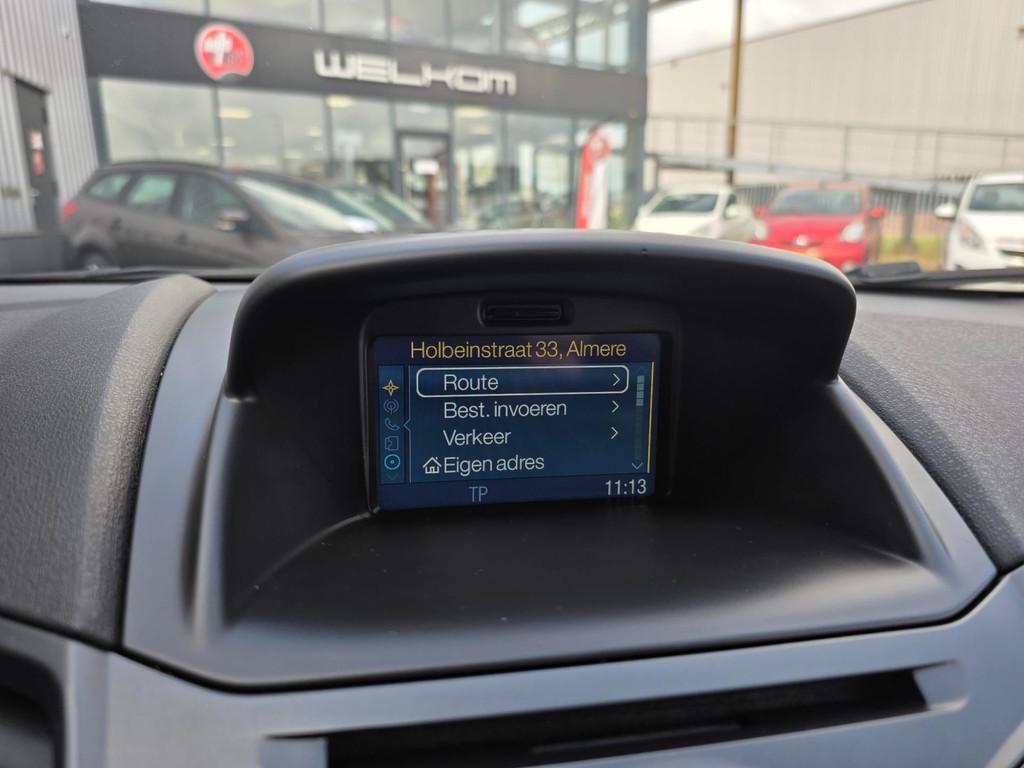 WELKOM
Holbeinstraat 33, Almere
Route
Best. invoeren
Verkeer
Eigen adres
TP 11:13